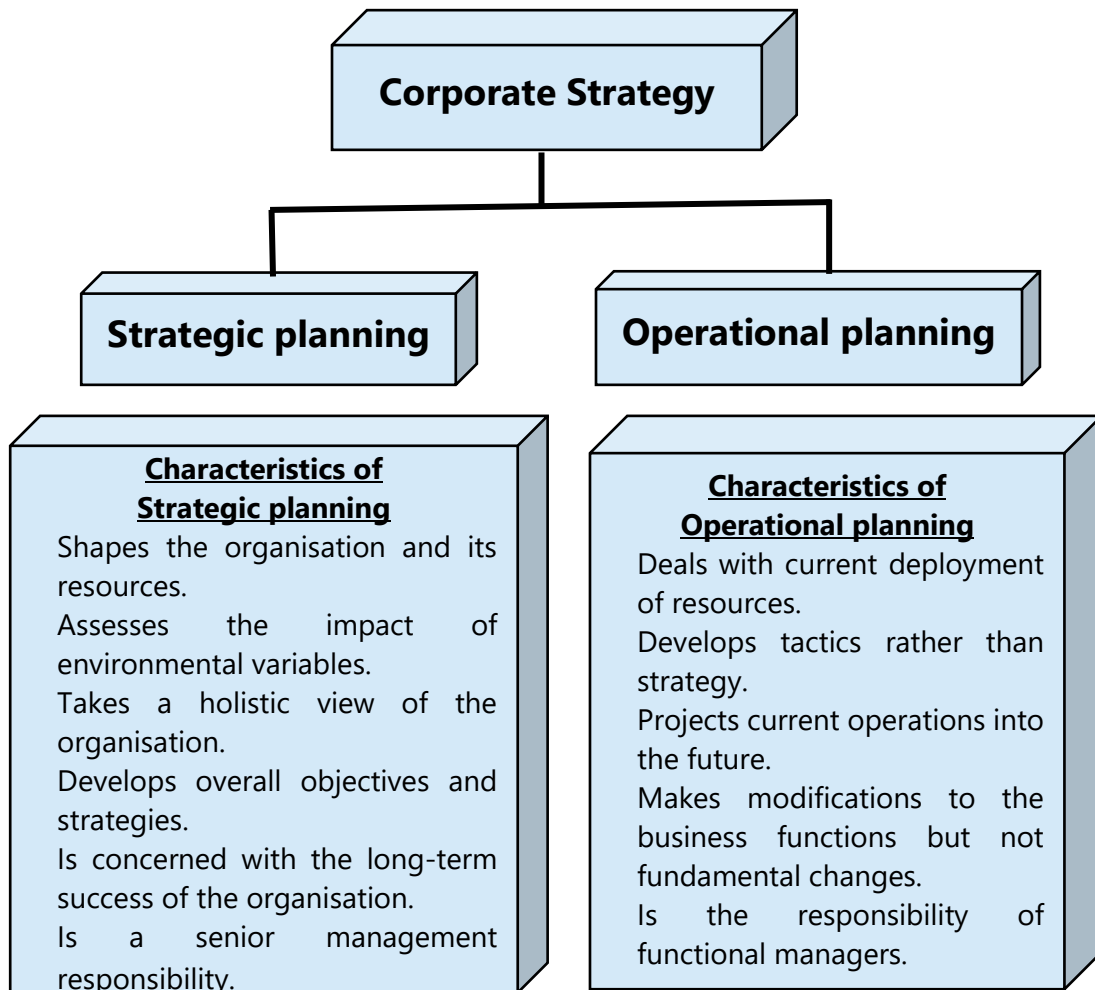 Corporate Strategy
Strategic planning
Operational planning
Characteristics of
Strategic planning
Shapes the organisation and its
resources.
Assesses the impact of
environmental variables.
Takes a holistic view of the
organisation.
Develops overall objectives and
strategies.
Is concerned with the long-term
success of the organisation.
Is a senior management
responsibility.
Characteristics of
Operational planning
Deals with current deployment
of resources.
Develops tactics rather than
strategy.
Projects current operations into
the future.
Makes modifications to the
business functions but not
fundamental changes.
Is the responsibility of
functional managers.